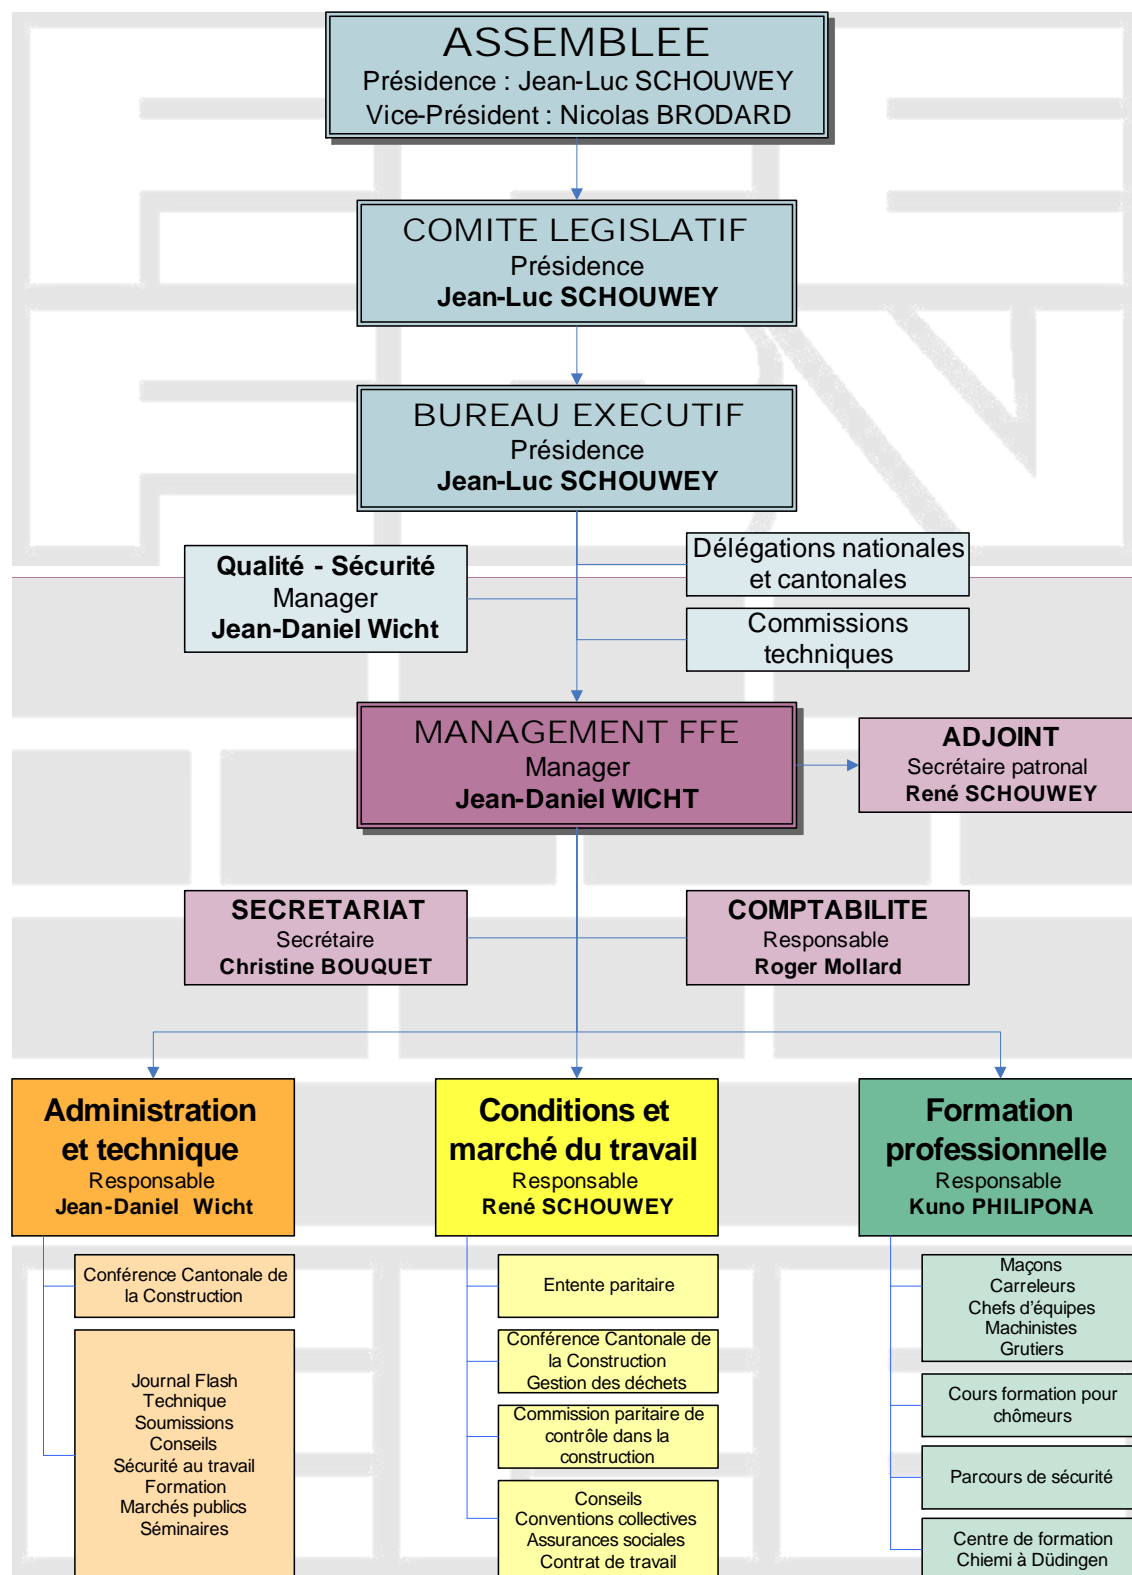 ASSEMBLEE
Présidence : Jean-Luc SCHOUWEY
Vice-Président : Nicolas BRODARD
COMITE LEGISLATIF
Présidence
Jean-Luc SCHOUWEY
BUREAU EXECUTIF
Présidence
Jean-Luc SCHOUWEY
Qualité - Sécurité
Manager
Jean-Daniel Wicht
Délégations nationales
et cantonales
Commissions
techniques
MANAGEMENT FFE
Manager
Jean-Daniel WICHT
ADJOINT
Secrétaire patronal
René SCHOUWEY
SECRETARIAT
Secrétaire
Christine BOUQUET
COMPTABILITE
Responsable
Roger Mollard
Administration
et technique
Responsable
Jean-Daniel Wicht
Conférence Cantonale de
la Construction
Journal Flash
Technique
Soumissions
Conseils
Sécurité au travail
Formation
Marchés publics
Séminaires
Conditions et
marché du travail
Responsable
René SCHOUWEY
Entente paritaire
Conférence Cantonale de
la Construction
Gestion des déchets
Commission paritaire de
contrôle dans la
construction
Conseils
Conventions collectives
Assurances sociales
Contrat de travail
Formation
professionnelle
Responsable
Kuno PHILIPONA
Maçons
Carreleurs
Chefs d'équipes
Machinistes
Grutiers
Cours formation pour
chômeurs
Parcours de sécurité
Centre de formation
Chiemi à Düdingen